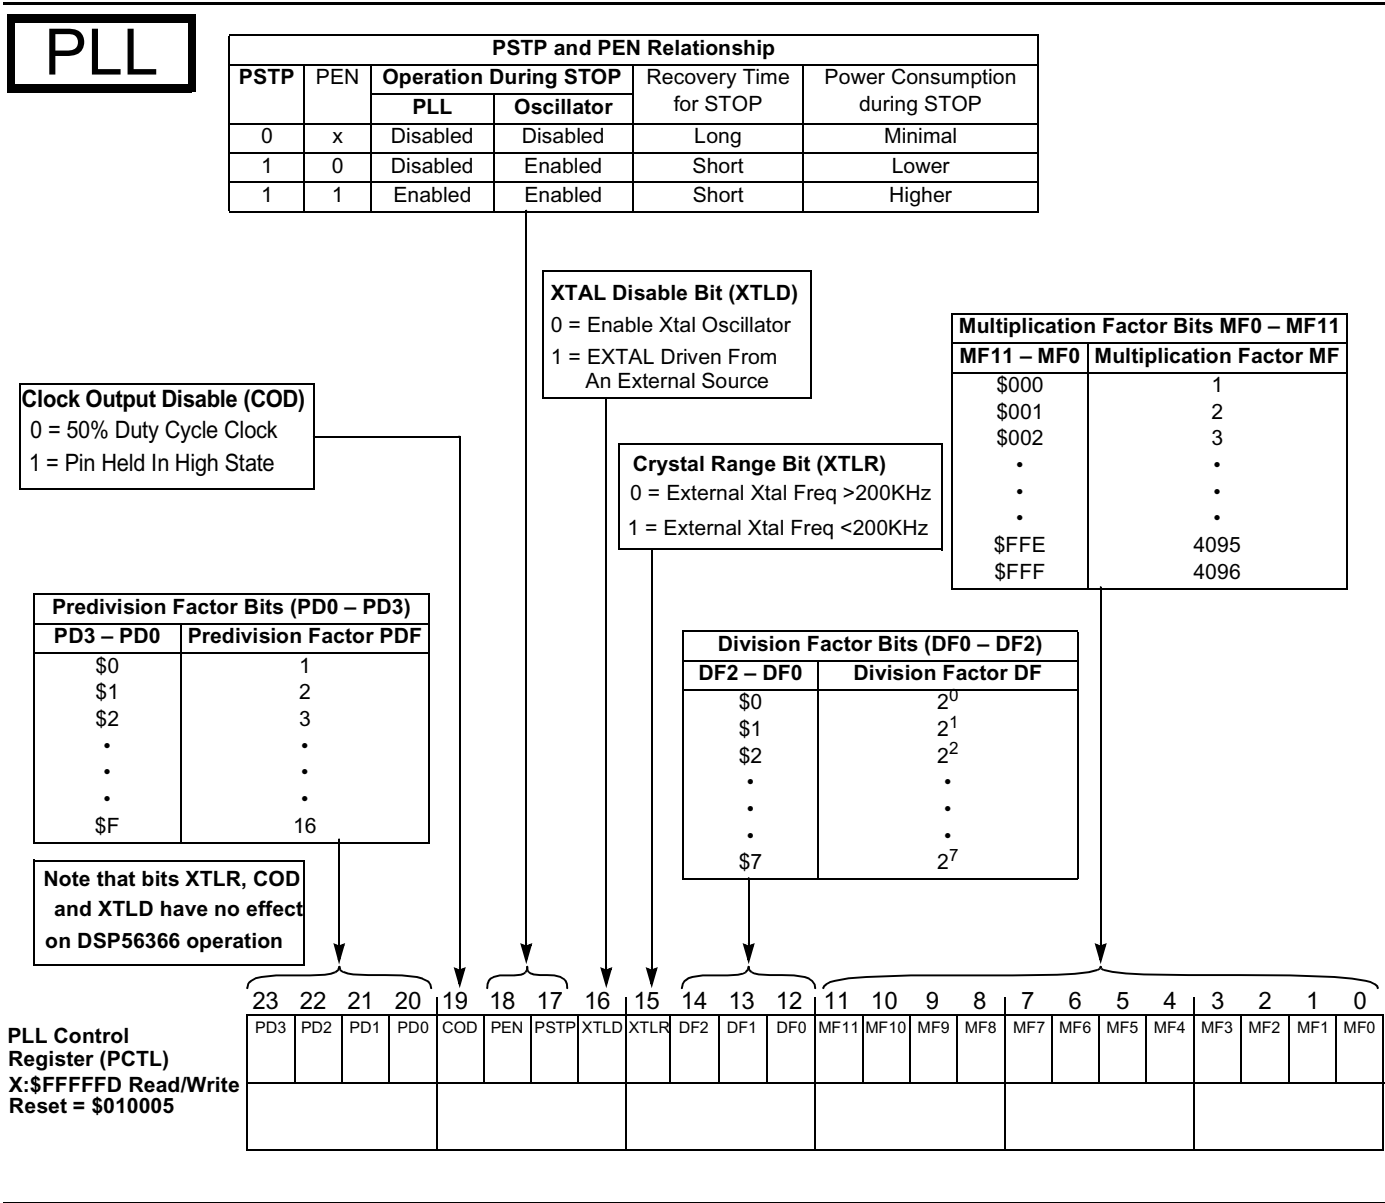 PLL
PSTP and PEN Relationship
PSTP PEN Operation During STOP Recovery Time for STOP Power Consumption during STOP
PLL Oscillator
0 x Disabled Disabled Long Minimal
1 0 Disabled Enabled Short Lower
1 1 Enabled Enabled Short Higher
XTAL Disable Bit (XTLD)
0 = Enable Xtal Oscillator
1 = EXTAL Driven From
An External Source
Multiplication Factor Bits MF0 – MF11
MF11 – MF0 Multiplication Factor MF
$000 1
$001 2
$002 3
• •
• •
• •
$FFE 4095
$FFF 4096
Clock Output Disable (COD)
0 = 50% Duty Cycle Clock
1 = Pin Held In High State
Crystal Range Bit (XTLR)
0 = External Xtal Freq >200KHz
1 = External Xtal Freq <200KHz
Predivision Factor Bits (PD0 – PD3)
PD3 – PD0 Predivision Factor PDF
$0 1
$1 2
$2 3
• •
• •
• •
$F 16
Division Factor Bits (DF0 – DF2)
DF2 – DF0 Division Factor DF
$0 2^0
$1 2^1
$2 2^2
• •
• •
• •
$7 2^7
Note that bits XTLR, COD
and XTLD have no effect
on DSP56366 operation
23 22 21 20 19 18 17 16 15 14 13 12 11 10 9 8 7 6 5 4 3 2 1 0
PD3 PD2 PD1 PD0 COD PEN PSTP XTLD XTLR DF2 DF1 DF0 MF11 MF10 MF9 MF8 MF7 MF6 MF5 MF4 MF3 MF2 MF1 MF0
PLL Control
Register (PCTL)
X:$FFFFFD Read/Write
Reset = $010005